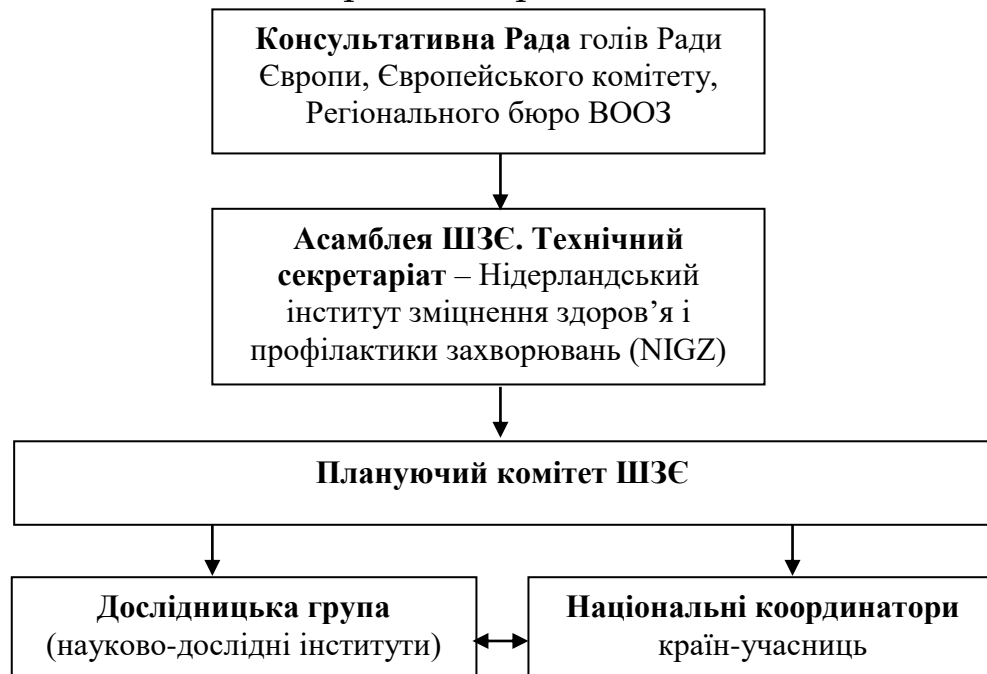 Консультативна Рада голів Ради
Європи, Європейського комітету,
Регіонального бюро ВООЗ
Асамблея ШЗЄ. Технічний
секретаріат – Нідерландський
інститут зміцнення здоров’я і
профілактики захворювань (NIGZ)
Плануючий комітет ШЗЄ
Дослідницька група
(науково-дослідні інститути)
Національні координатори
країн-учасниць